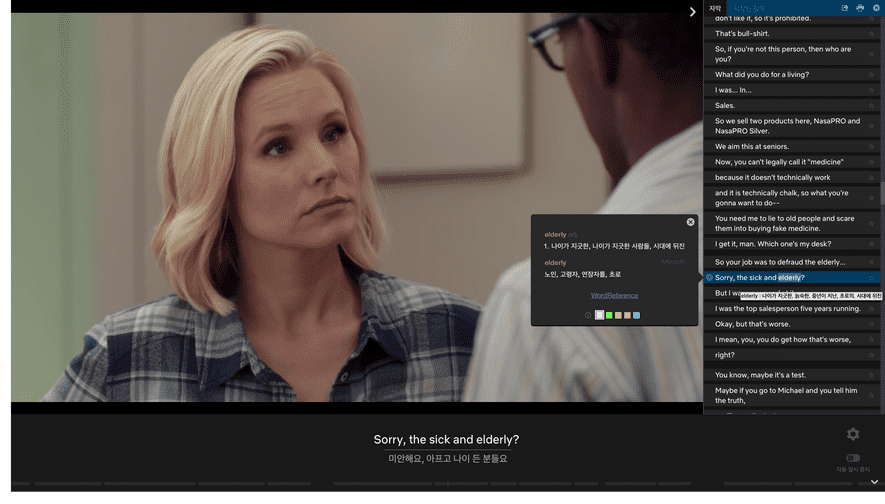 자막
don't like it, so it's prohibited.
That's bull-shirt.
So, if you're not this person, then who are
you?
What did you do for a living?
I was... In...
Sales.
So we sell two products here, NasaPRO and
NasaPRO Silver.
We aim this at seniors.
Now, you can't legally call it "medicine"
because it doesn't technically work
and it is technically chalk, so what you're
gonna want to do--
You need me to lie to old people and scare
them into buying fake medicine.
I get it, man. Which one's my desk?
So your job was to defraud the elderly...
Sorry, the sick and elderly?
But I
elderly : 나이가 지긋한, 늙숙한, 중년이 지난, 초로의, 시대에 뒤진
I was the top salesperson five years running.
Okay, but that's worse.
I mean, you, you do get how that's worse,
right?
You know, maybe it's a test.
Maybe if you go to Michael and you tell him
the truth,
elderly adj.
1. 나이가 지긋한, 나이가 지긋한 사람들, 시대에 뒤진
elderly Microsoft
노인, 고령자, 연장자를, 초로
WordReference
Sorry, the sick and elderly?
미안해요, 아프고 나이 든 분들요
자동 일시 중지